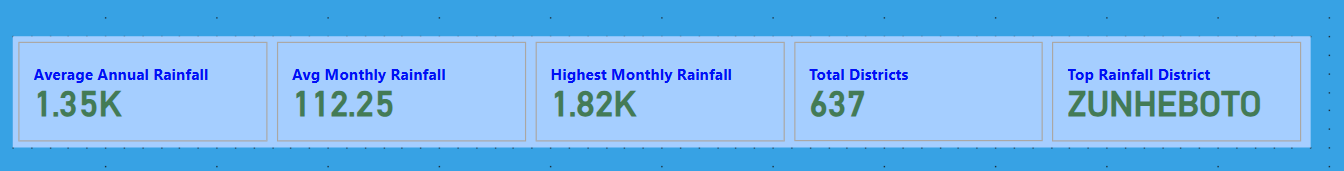 Average Annual Rainfall
1.35K
Avg Monthly Rainfall
112.25
Highest Monthly Rainfall
1.82K
Total Districts
637
Top Rainfall District
ZUNHEBOTO